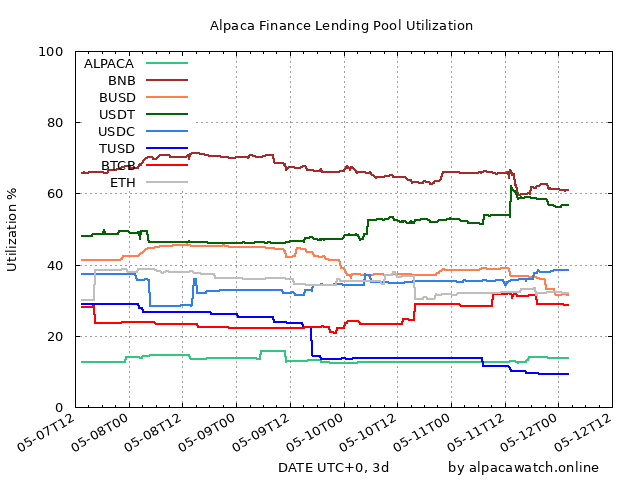 Alpaca Finance Lending Pool Utilization
100
80
60
40
20
0
Utilization %
ALPACA
BNB
BUSD
USDT
USDC
TUSD
BTCB
ETH
05-07T12
05-08T00
05-08T12
05-09T00
05-09T12
05-10T00
05-10T12
05-11T00
05-11T12
05-12T00
05-12T12
DATE UTC+0, 3d
by alpacawatch.online